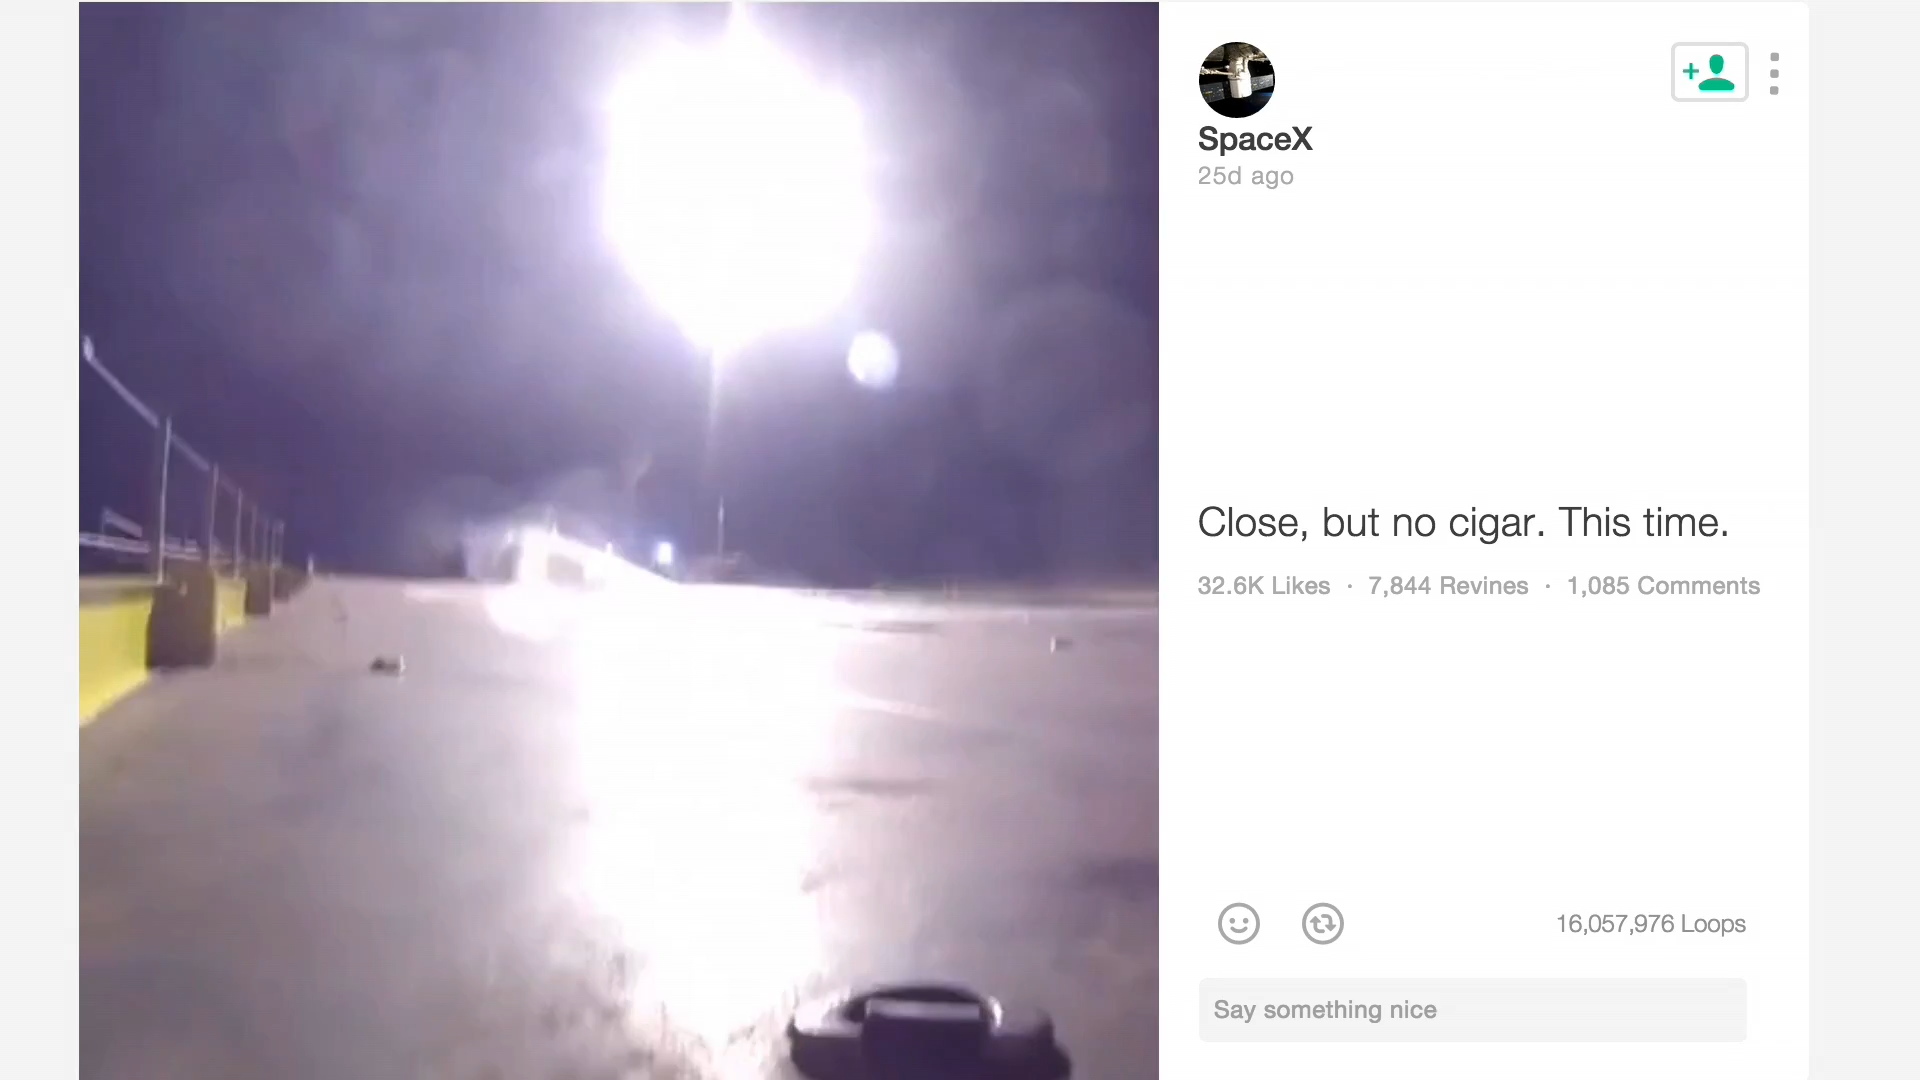 SpaceX
25d ago
Close, but no cigar. This time.
32.6K Likes · 7,844 Revines · 1,085 Comments
16,057,976 Loops
Say something nice